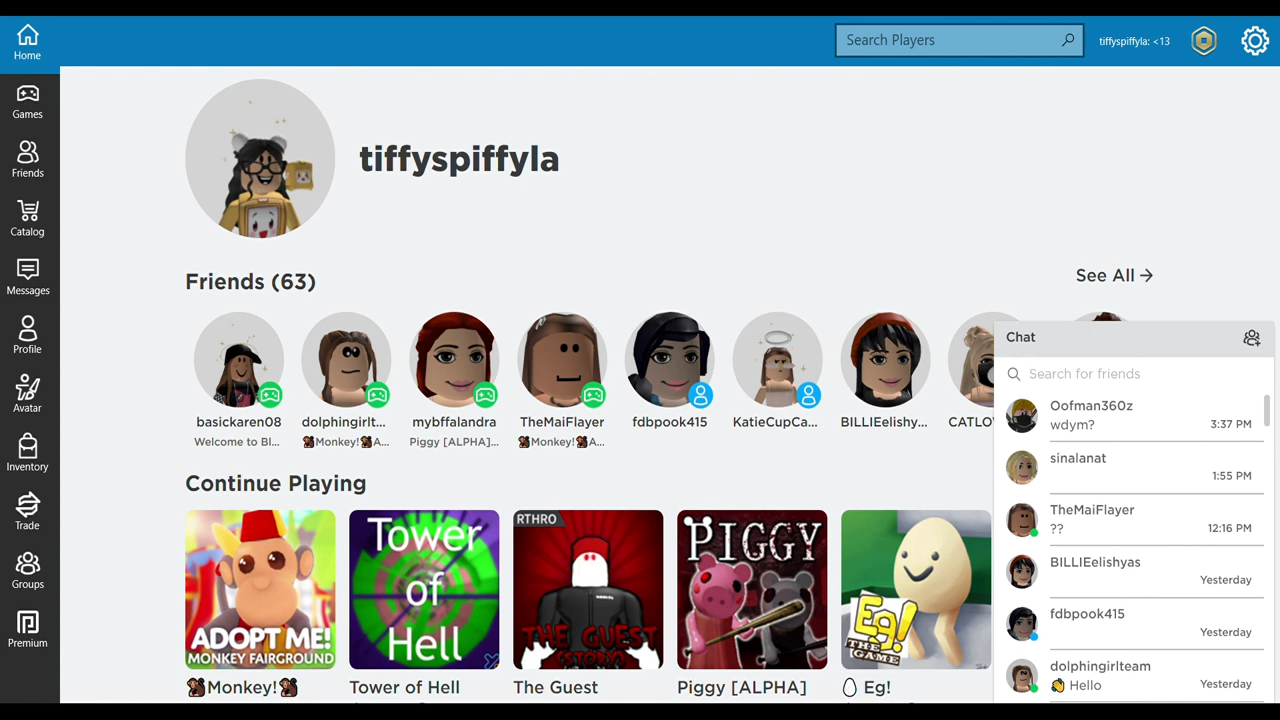 Home
Search Players
tiffyspiffyla: <13
Games
Friends
Catalog
Messages
Profile
Avatar
Inventory
Trade
Groups
Premium
tiffyspiffyla
Friends (63)
See All
basickaren08
Welcome to Bl...
dolphingirlt...
🐒Monkey!🐒A...
mybffalandra
Piggy [ALPHA]...
TheMaiFlayer
🐒Monkey!🐒A...
fdbpook415
KatieCupCa...
BILLIEelishy...
CATLO
Continue Playing
ADOPT ME!
MONKEY FAIRGROUND
🐒Monkey!🐒
Tower
of
Hell
Tower of Hell
RTHRO
ROBLOX
THE GUEST
(STORY)
The Guest
PIGGY
Piggy [ALPHA]
Eg!
THE GAME
🥚 Eg!
Chat
Search for friends
Oofman360z
wdym?
3:37 PM
sinalanat
1:55 PM
TheMaiFlayer
??
12:16 PM
BILLIEelishyas
Yesterday
fdbpook415
Yesterday
dolphingirlteam
👏 Hello
Yesterday